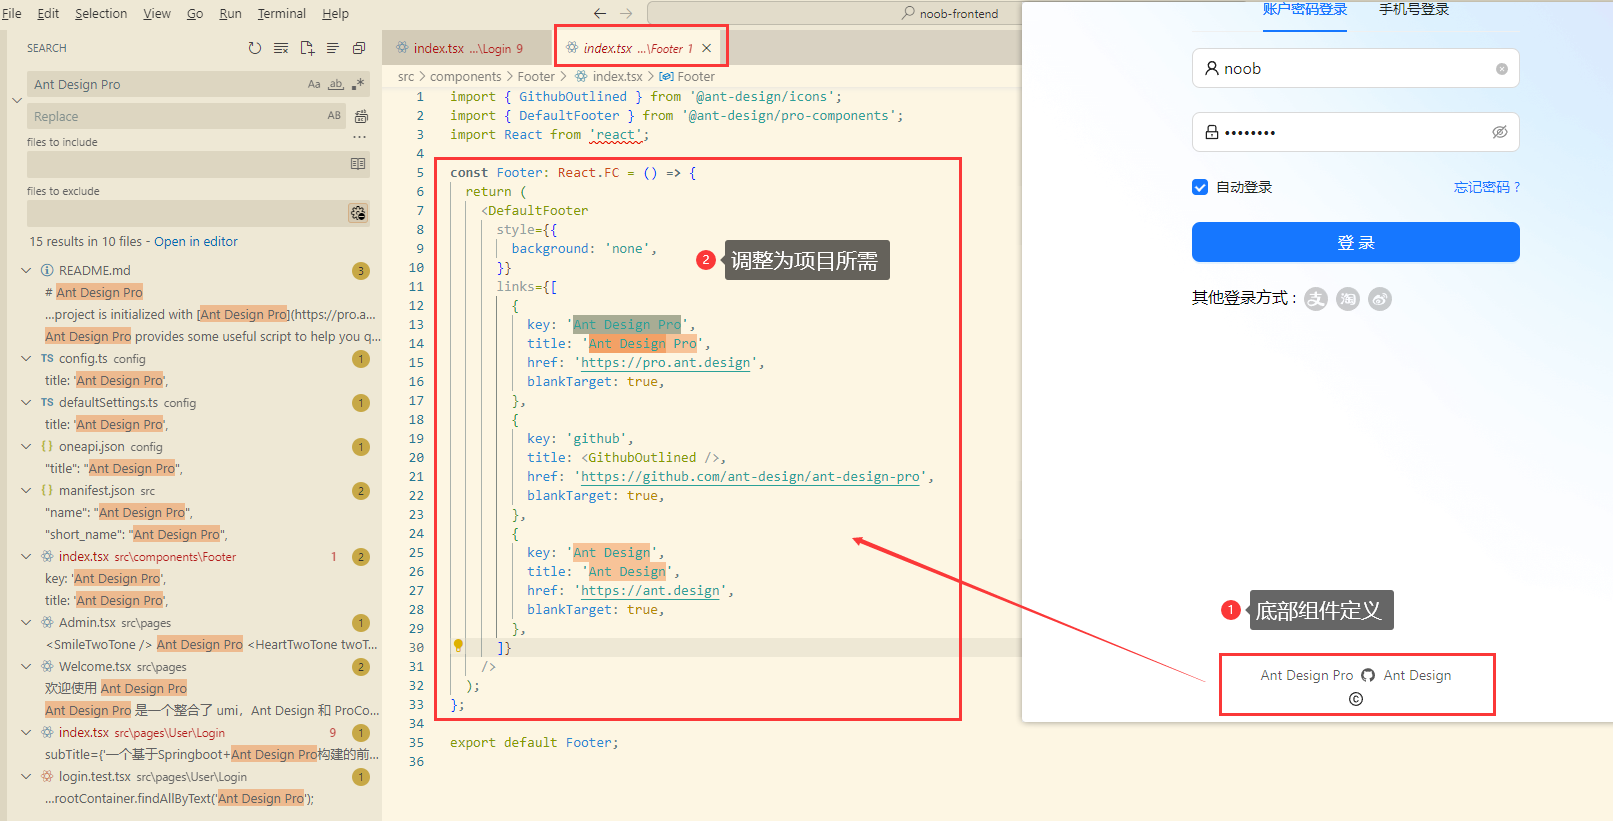 File Edit Selection View Go Run Terminal Help
noob-frontend
SEARCH
Ant Design Pro
Aa ab
Replace
AB
files to include
files to exclude
15 results in 10 files - Open in editor
README.md 3
# Ant Design Pro
...project is initialized with [Ant Design Pro](https://pro.a...
Ant Design Pro provides some useful script to help you q...
TS config.ts config 1
title: 'Ant Design Pro',
TS defaultSettings.ts config 1
title: 'Ant Design Pro',
{} oneapi.json config 1
"title": "Ant Design Pro",
{} manifest.json src 2
"name": "Ant Design Pro",
"short_name": "Ant Design Pro",
index.tsx src\components\Footer 1 2
key: 'Ant Design Pro',
title: 'Ant Design Pro',
Admin.tsx src\pages 1
<SmileTwoTone /> Ant Design Pro <HeartTwoTone twoT...
Welcome.tsx src\pages 2
欢迎使用 Ant Design Pro
Ant Design Pro 是一个整合了 umi，Ant Design 和 ProCo...
index.tsx src\pages\User\Login 9 1
subTitle={'一个基于Springboot+Ant Design Pro构建的前...
login.test.tsx src\pages\User\Login 1
...rootContainer.findAllByText('Ant Design Pro');
index.tsx ...\Login 9
index.tsx ...\Footer 1
src > components > Footer > index.tsx > Footer
1 import { GithubOutlined } from '@ant-design/icons';
2 import { DefaultFooter } from '@ant-design/pro-components';
3 import React from 'react';
4
5 const Footer: React.FC = () => {
6 return (
7 <DefaultFooter
8 style={{
9 background: 'none',
10 }}
11 links={[
12 {
13 key: 'Ant Design Pro',
14 title: 'Ant Design Pro',
15 href: 'https://pro.ant.design',
16 blankTarget: true,
17 },
18 {
19 key: 'github',
20 title: <GithubOutlined />,
21 href: 'https://github.com/ant-design/ant-design-pro',
22 blankTarget: true,
23 },
24 {
25 key: 'Ant Design',
26 title: 'Ant Design',
27 href: 'https://ant.design',
28 blankTarget: true,
29 },
30 ]}
31 />
32 );
33 };
34
35 export default Footer;
36
2 调整为项目所需
账户密码登录 手机号登录
noob
自动登录 忘记密码 ?
登 录
其他登录方式 : 支 淘
1 底部组件定义
Ant Design Pro Ant Design
©